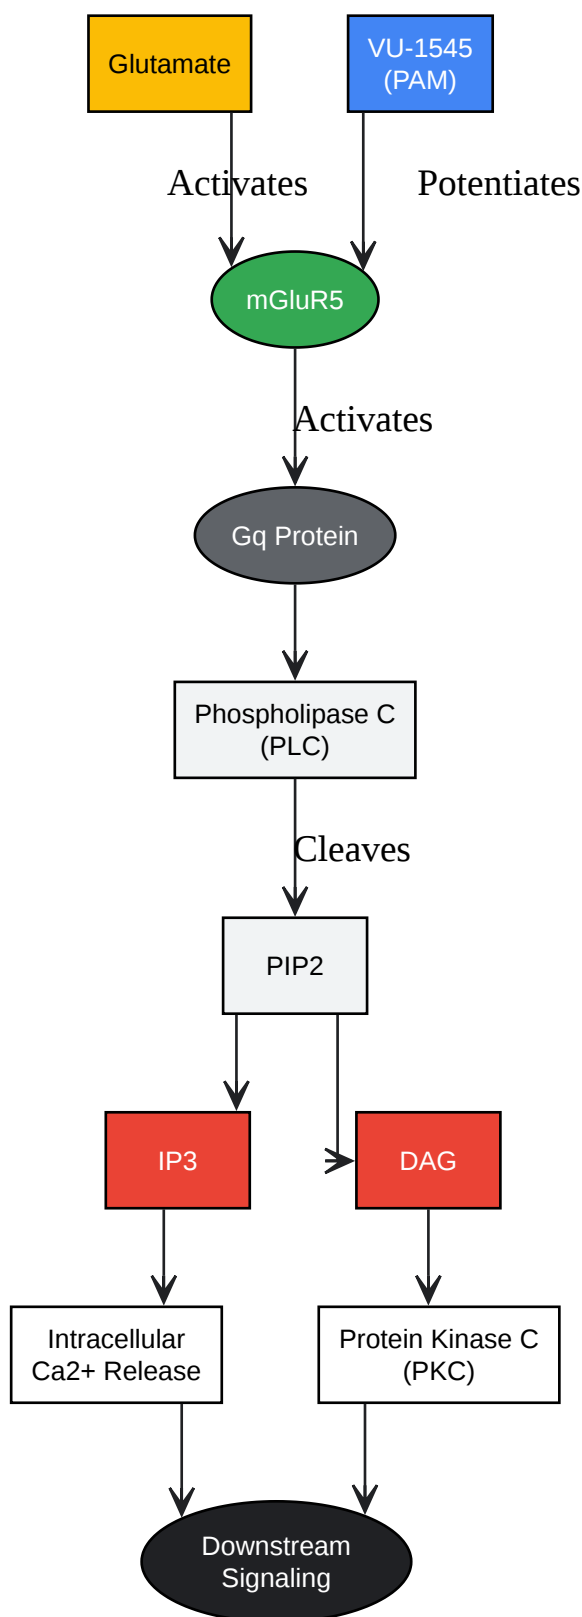 Glutamate
VU-1545
(PAM)
Activates
Potentiates
mGluR5
Activates
Gq Protein
Phospholipase C
(PLC)
Cleaves
PIP2
IP3
DAG
Intracellular
Ca2+ Release
Protein Kinase C
(PKC)
Downstream
Signaling